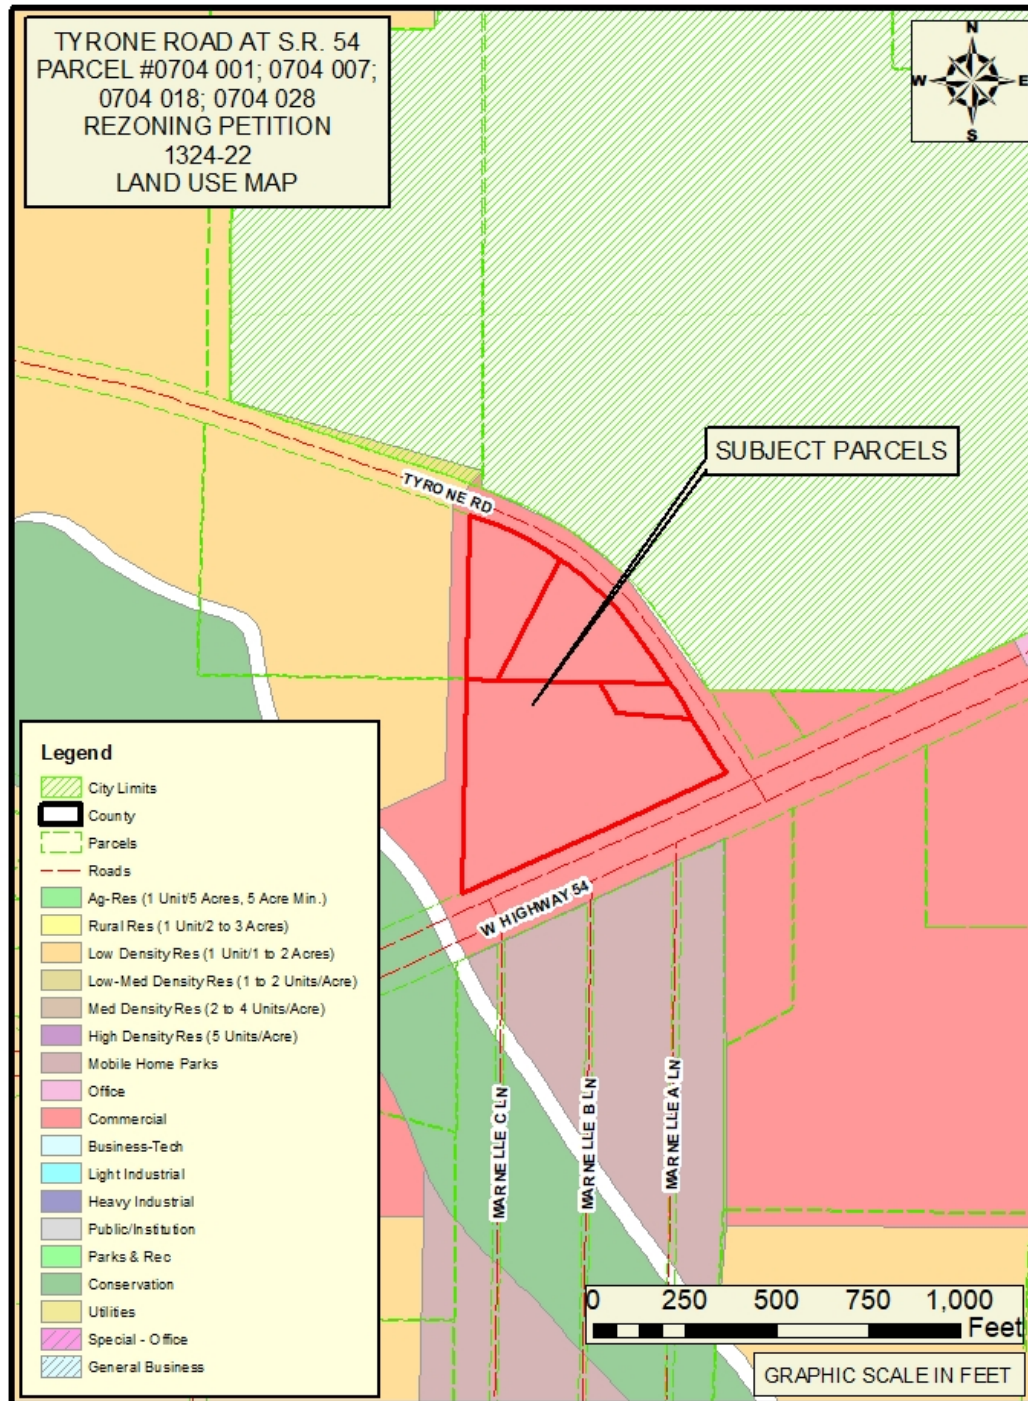 TYRONE ROAD AT S.R. 54
PARCEL #0704 001; 0704 007;
0704 018; 0704 028
REZONING PETITION
1324-22
LAND USE MAP
N
W E
S
SUBJECT PARCELS
TYRONE RD
W HIGHWAY 54
MARNELLE C LN
MARNELLE B LN
MARNELLE A LN
Legend
City Limits
County
Parcels
Roads
Ag-Res (1 Unit/5 Acres, 5 Acre Min.)
Rural Res (1 Unit/2 to 3 Acres)
Low Density Res (1 Unit/1 to 2 Acres)
Low-Med Density Res (1 to 2 Units/Acre)
Med Density Res (2 to 4 Units/Acre)
High Density Res (5 Units/Acre)
Mobile Home Parks
Office
Commercial
Business-Tech
Light Industrial
Heavy Industrial
Public/Institution
Parks & Rec
Conservation
Utilities
Special - Office
General Business
0 250 500 750 1,000
Feet
GRAPHIC SCALE IN FEET